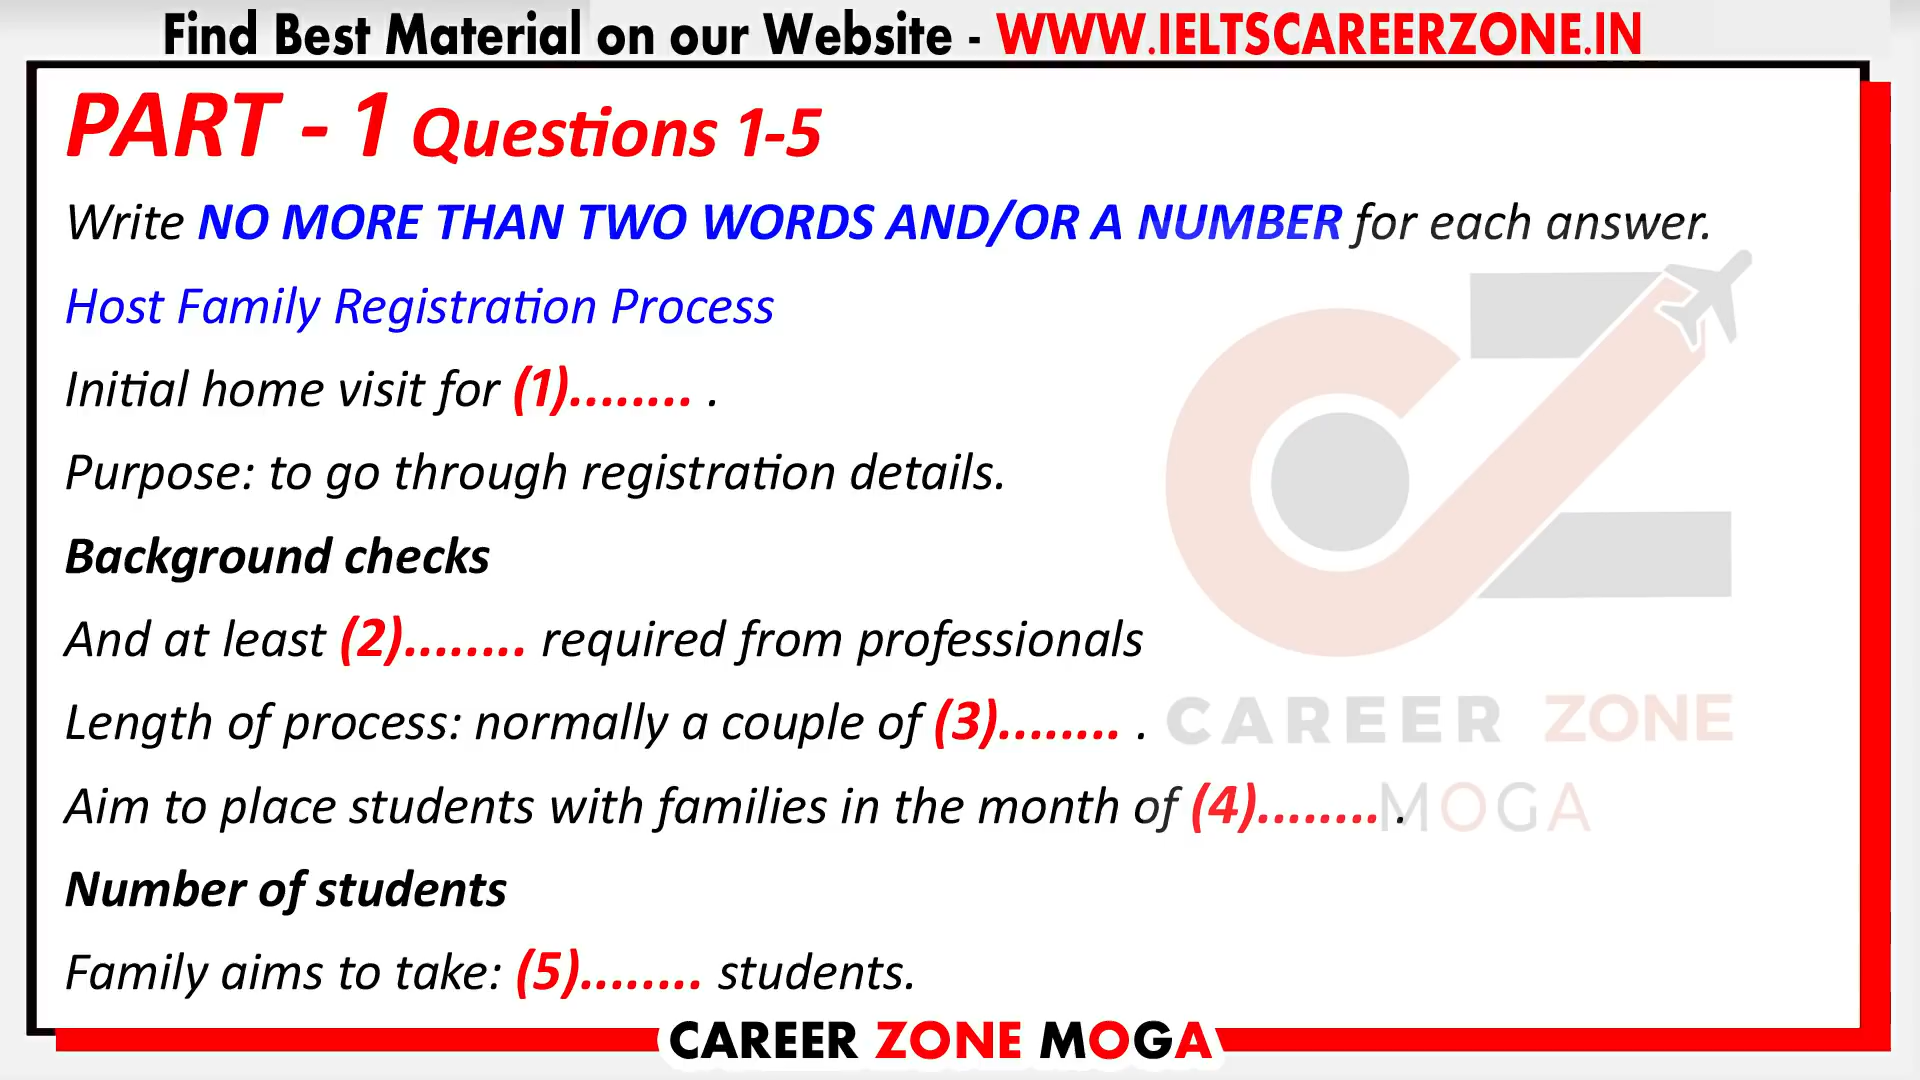 Find Best Material on our Website - WWW.IELTSCAREERZONE.IN
PART - 1 Questions 1-5
Write NO MORE THAN TWO WORDS AND/OR A NUMBER for each answer.
Host Family Registration Process
Initial home visit for (1)........ .
Purpose: to go through registration details.
Background checks
And at least (2)........ required from professionals
Length of process: normally a couple of (3)........ .
CAREER ZONE
Aim to place students with families in the month of (4)........ .
MOGA
Number of students
Family aims to take: (5)........ students.
CAREER ZONE MOGA